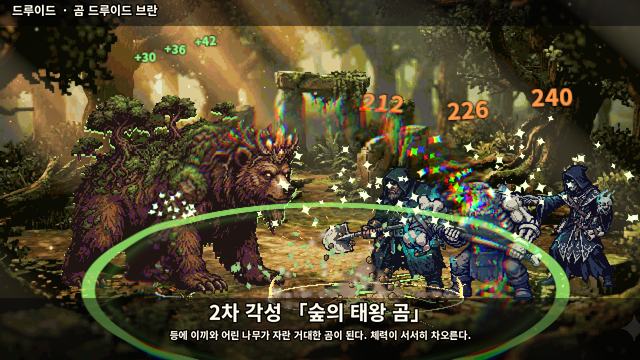 드루이드 · 곰 드루이드 브란
+30 +36 +42
212 226 240
2차 각성 「숲의 태왕 곰」
등에 이끼와 어린 나무가 자란 거대한 곰이 된다. 체력이 서서히 차오른다.